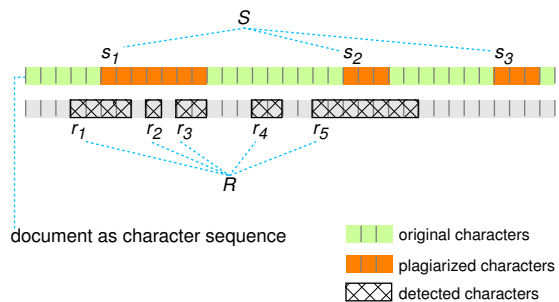 S
s1 s2 s3
r1 r2 r3 r4 r5
R
document as character sequence
original characters
plagiarized characters
detected characters